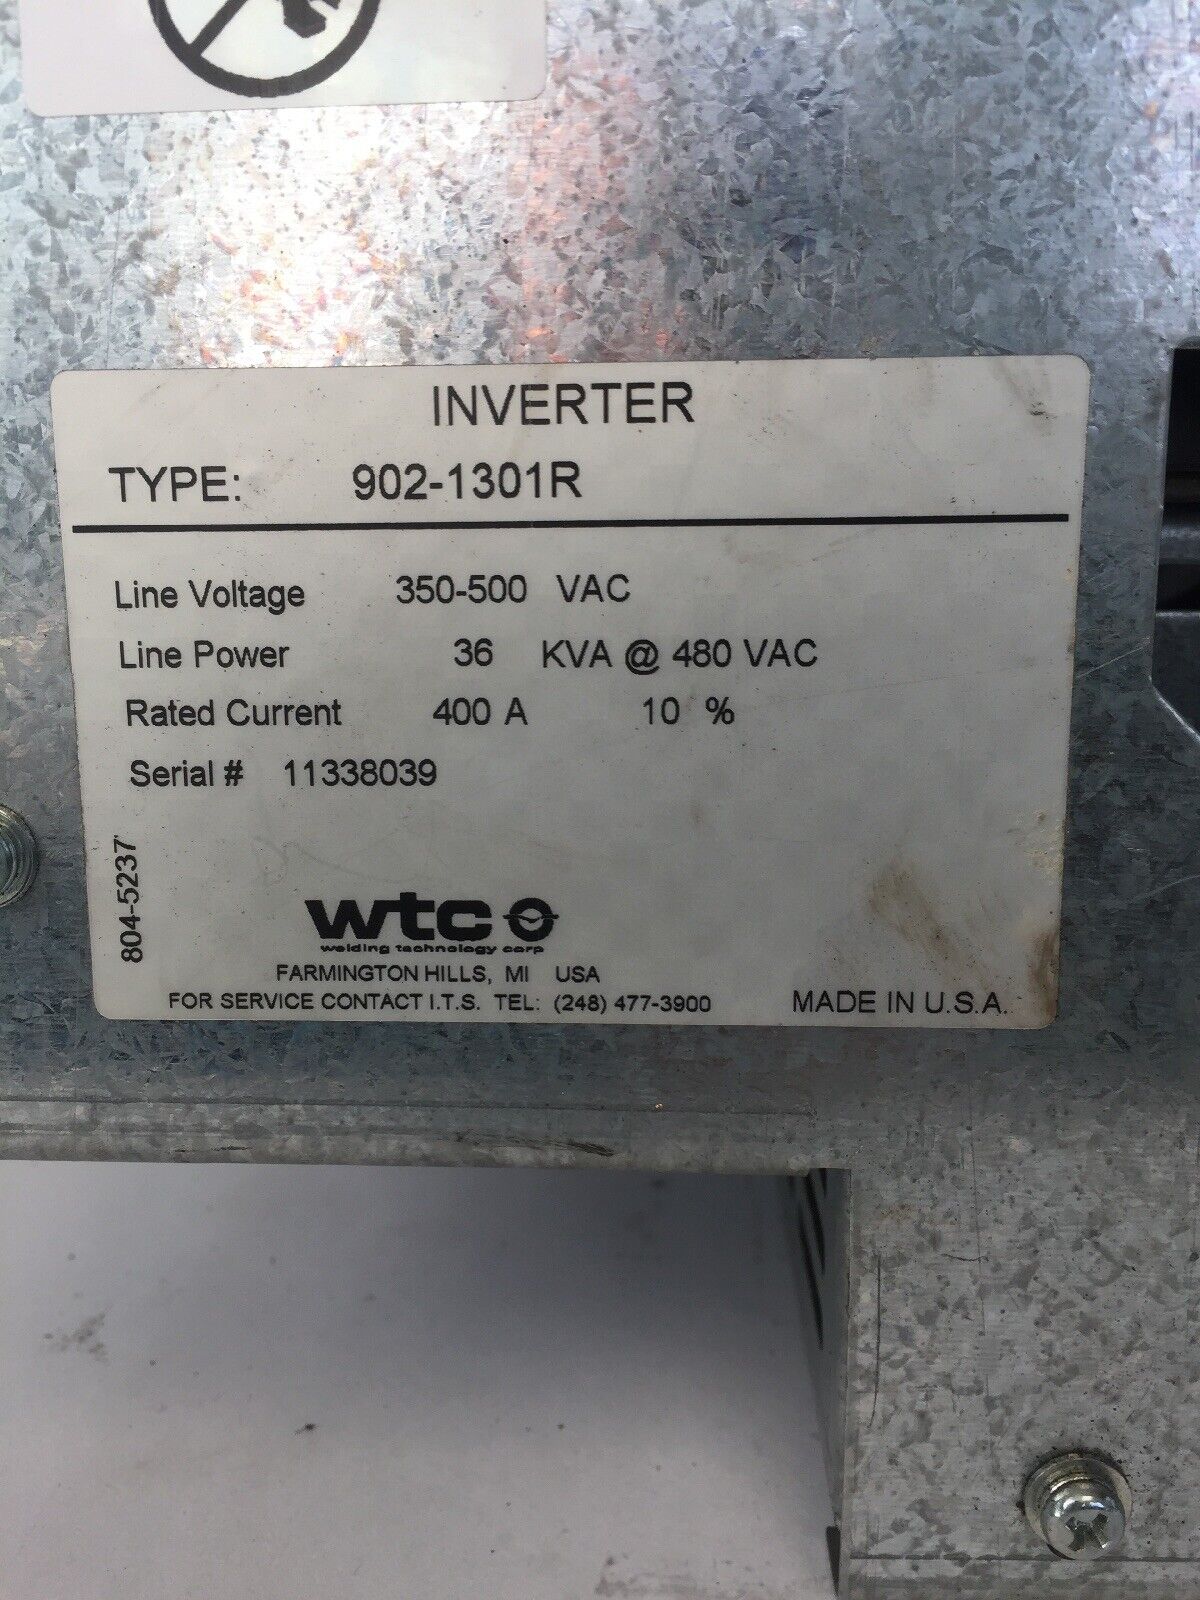 INVERTER
TYPE: 902-1301R
Line Voltage 350-500 VAC
Line Power 36 KVA @ 480 VAC
Rated Current 400 A 10 %
Serial # 11338039
804-5237
wtc
welding technology corp
FARMINGTON HILLS, MI USA
FOR SERVICE CONTACT I.T.S. TEL: (248) 477-3900
MADE IN U.S.A.